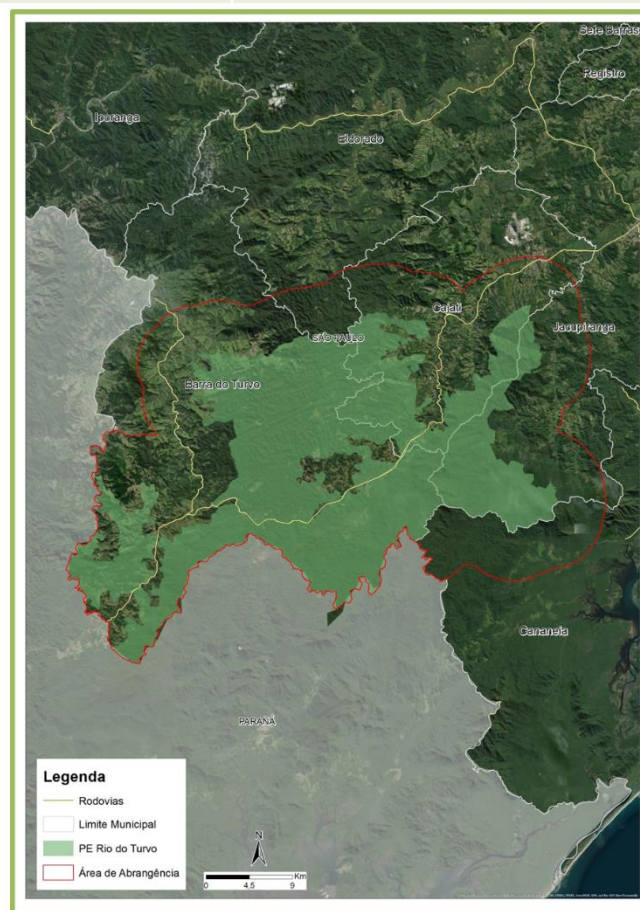 Sete Barras
Registro
Iporanga
Eldorado
Cajati
SÃO PAULO
Jacupiranga
Barra do Turvo
Cananeia
PARANÁ
Legenda
Rodovias
Limite Municipal
PE Rio do Turvo
Área de Abrangência
N
Km
0 4.5 9